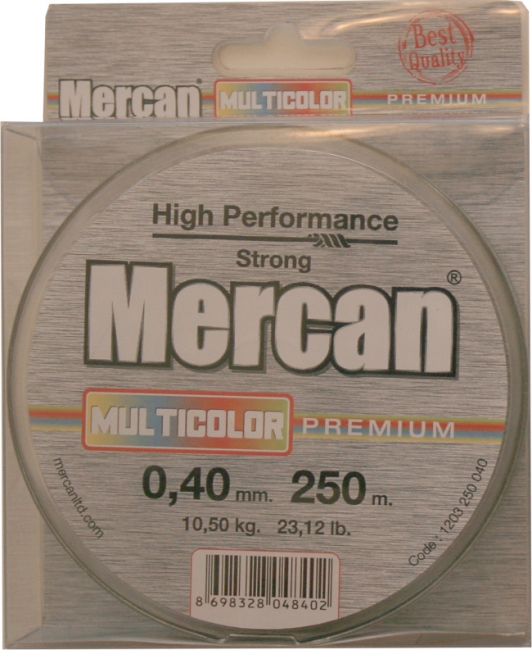 Best
Quality
Mercan® MULTICOLOR PREMIUM
High Performance
Strong
Mercan®
MULTICOLOR PREMIUM
0,40 mm. 250 m.
10,50 kg. 23,12 lb.
mercanltd.com
Code : 1203 250 040
8 698328 048402